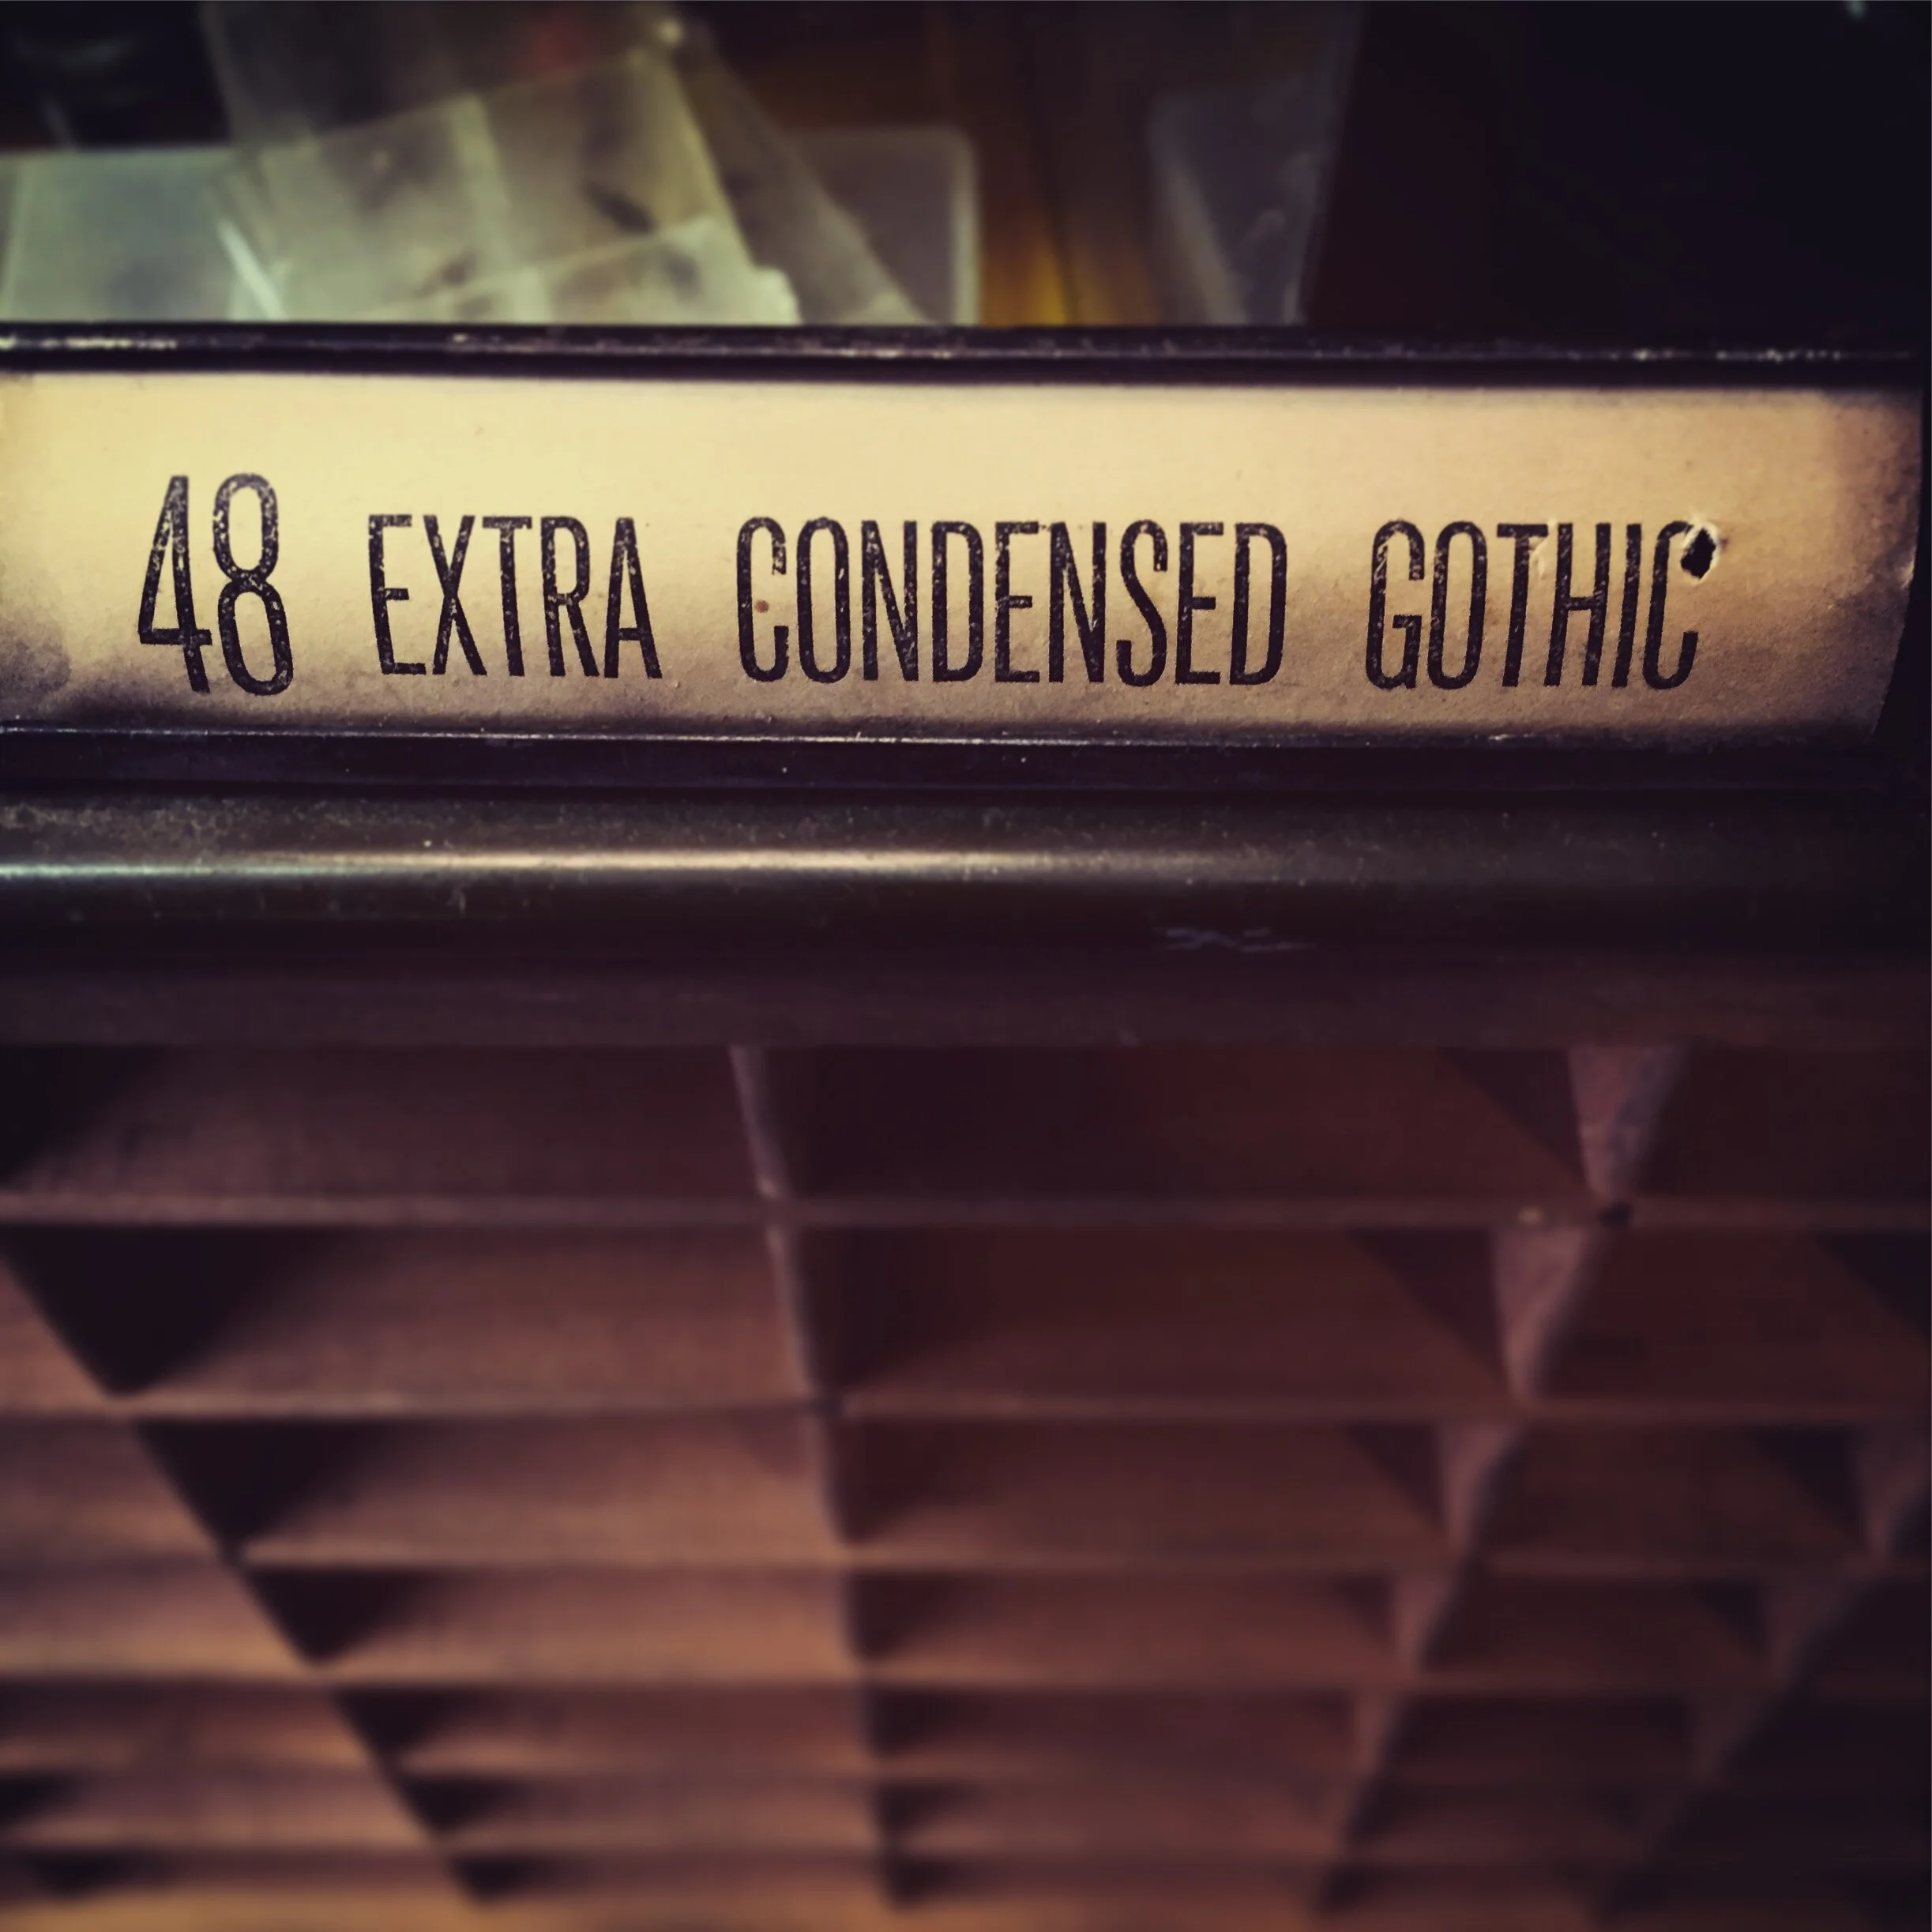 48 EXTRA CONDENSED GOTHIC